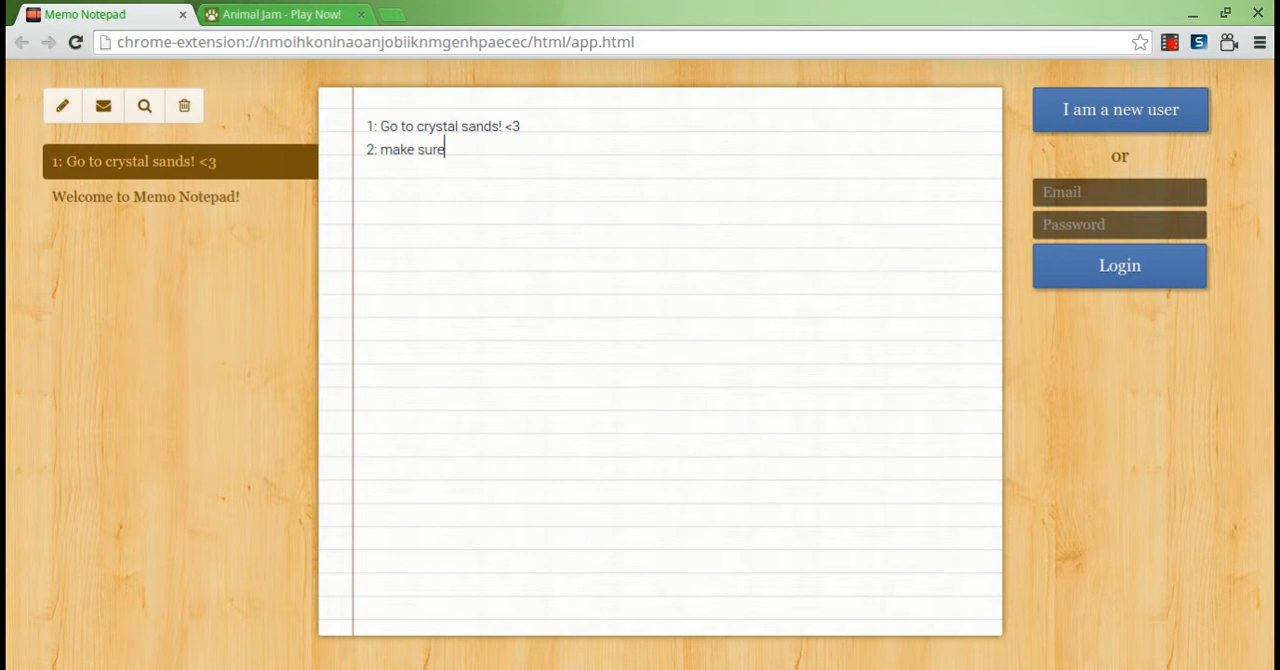 Memo Notepad
Animal Jam - Play Now!
chrome-extension://nmoihkoninaoanjobiiknmgenhpaecec/html/app.html
1: Go to crystal sands! <3
Welcome to Memo Notepad!
1: Go to crystal sands! <3
2: make sure
I am a new user
or
Email
Password
Login